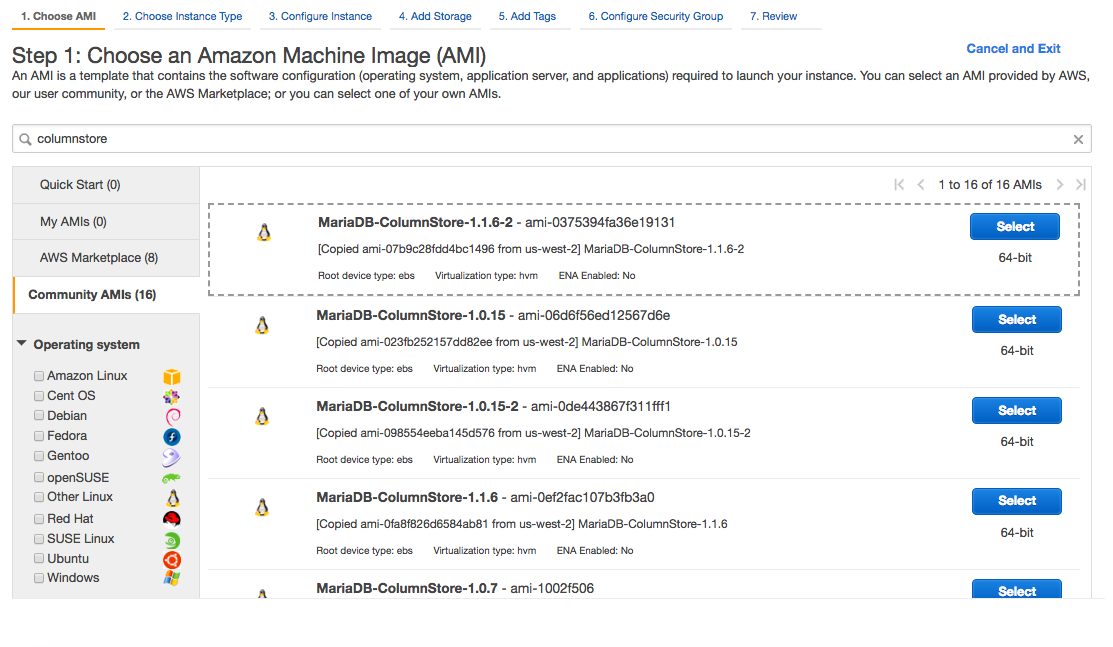 1. Choose AMI
2. Choose Instance Type
3. Configure Instance
4. Add Storage
5. Add Tags
6. Configure Security Group
7. Review
Step 1: Choose an Amazon Machine Image (AMI)
Cancel and Exit
An AMI is a template that contains the software configuration (operating system, application server, and applications) required to launch your instance. You can select an AMI provided by AWS,
our user community, or the AWS Marketplace; or you can select one of your own AMIs.
columnstore
Quick Start (0)
My AMIs (0)
AWS Marketplace (8)
Community AMIs (16)
Operating system
Amazon Linux
Cent OS
Debian
Fedora
Gentoo
openSUSE
Other Linux
Red Hat
SUSE Linux
Ubuntu
Windows
1 to 16 of 16 AMIs
MariaDB-ColumnStore-1.1.6-2 - ami-0375394fa36e19131
[Copied ami-07b9c28fdd4bc1496 from us-west-2] MariaDB-ColumnStore-1.1.6-2
Root device type: ebs Virtualization type: hvm ENA Enabled: No
Select
64-bit
MariaDB-ColumnStore-1.0.15 - ami-06d6f56ed12567d6e
[Copied ami-023fb252157dd82ee from us-west-2] MariaDB-ColumnStore-1.0.15
Root device type: ebs Virtualization type: hvm ENA Enabled: No
Select
64-bit
MariaDB-ColumnStore-1.0.15-2 - ami-0de443867f311fff1
[Copied ami-098554eeba145d576 from us-west-2] MariaDB-ColumnStore-1.0.15-2
Root device type: ebs Virtualization type: hvm ENA Enabled: No
Select
64-bit
MariaDB-ColumnStore-1.1.6 - ami-0ef2fac107b3fb3a0
[Copied ami-0fa8f826d6584ab81 from us-west-2] MariaDB-ColumnStore-1.1.6
Root device type: ebs Virtualization type: hvm ENA Enabled: No
Select
64-bit
MariaDB-ColumnStore-1.0.7 - ami-1002f506
Select